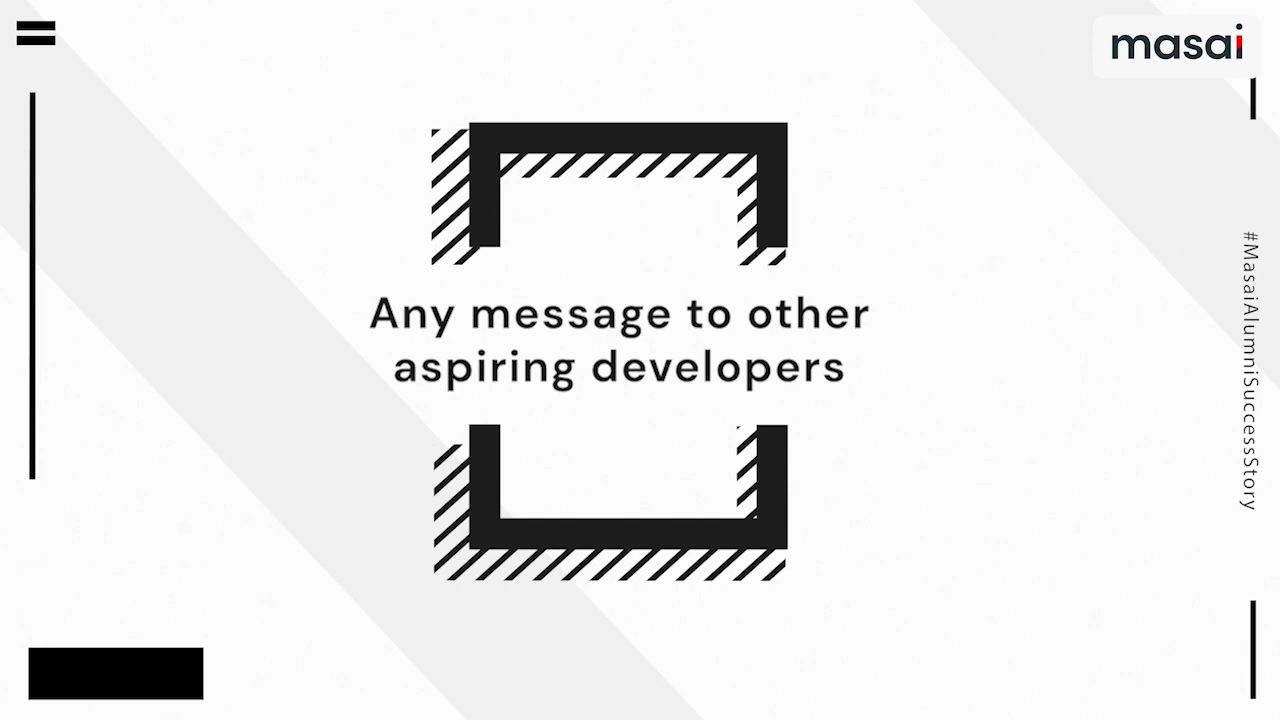 masai
Any message to other
aspiring developers
#MasaiAlumniSuccessStory